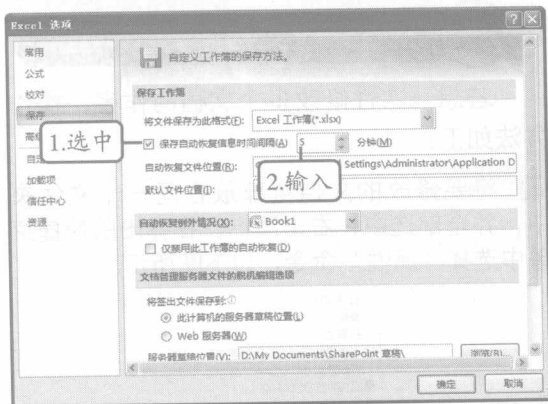 Excel 选项
常用
公式
校对
保存
高级
加载项
信任中心
资源
自定义工作簿的保存方法。
保存工作簿
将文件保存为此格式(F): Excel 工作簿(*.xlsx)
保存自动恢复信息时间间隔(A) 5 分钟(M)
自动恢复文件位置(R): Settings\Administrator\Application D
默认文件位置(I):
自动恢复例外情况(X): Book1
仅禁用此工作簿的自动恢复(D)
文档管理服务器文件的脱机编辑选项
将签出文件保存到:
此计算机的服务器草稿位置(L)
Web 服务器(W)
服务器草稿位置(V): D:\My Documents\SharePoint 草稿\ 浏览(B)...
确定 取消
1.选中
2.输入